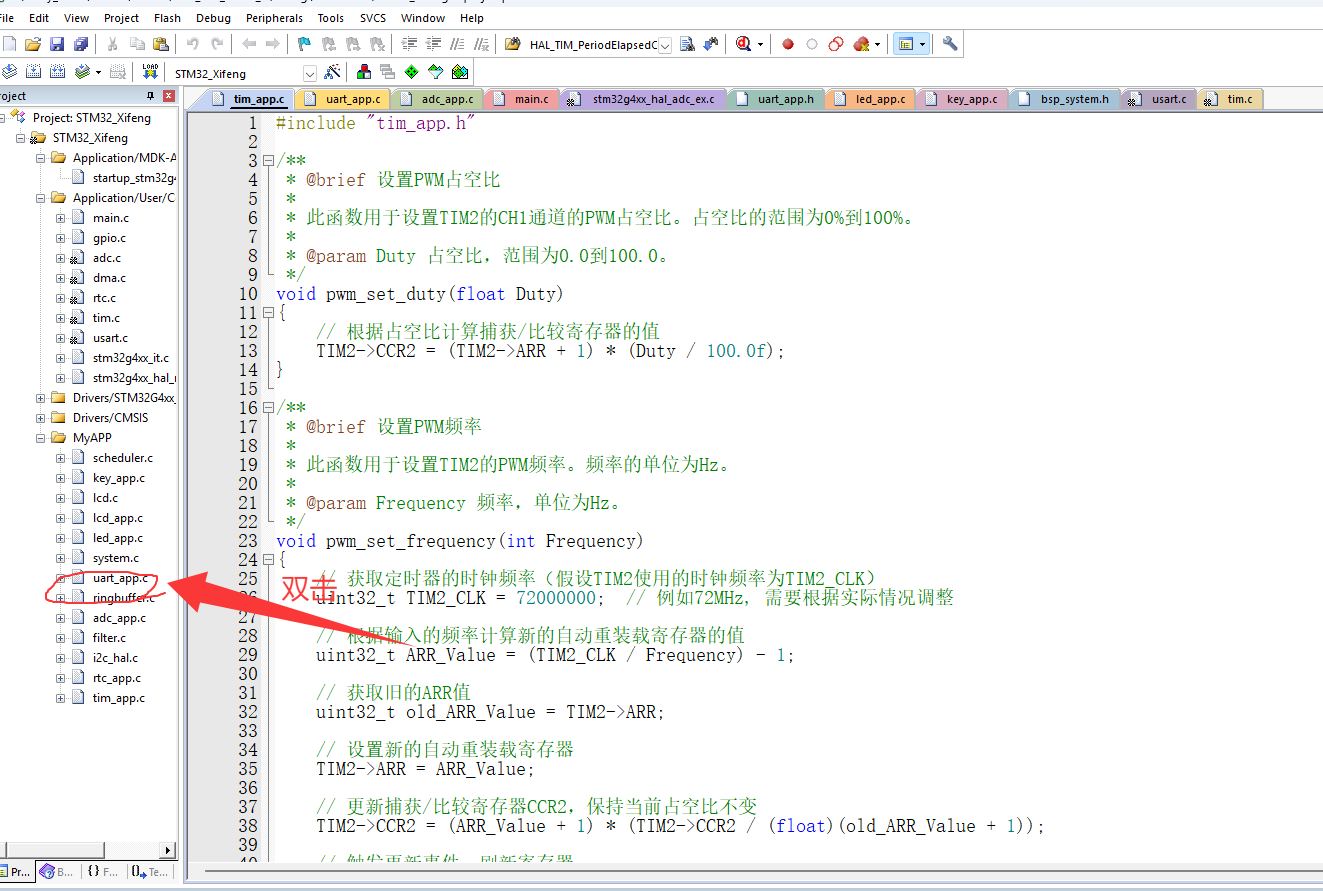 File Edit View Project Flash Debug Peripherals Tools SVCS Window Help
HAL_TIM_PeriodElapsedC
LOAD
STM32_Xifeng
roject
tim_app.c uart_app.c adc_app.c main.c stm32g4xx_hal_adc_ex.c uart_app.h led_app.c key_app.c bsp_system.h usart.c tim.c
Project: STM32_Xifeng
STM32_Xifeng
Application/MDK-A
startup_stm32g4
Application/User/C
main.c
gpio.c
adc.c
dma.c
rtc.c
tim.c
usart.c
stm32g4xx_it.c
stm32g4xx_hal_r
Drivers/STM32G4xx_
Drivers/CMSIS
MyAPP
scheduler.c
key_app.c
lcd.c
lcd_app.c
led_app.c
system.c
uart_app.c
ringbuffer.c
adc_app.c
filter.c
i2c_hal.c
rtc_app.c
tim_app.c
Pr... B... {} F... Te...
双击
1 #include "tim_app.h"
2
3 /**
4 * @brief 设置PWM占空比
5 *
6 * 此函数用于设置TIM2的CH1通道的PWM占空比。占空比的范围为0%到100%。
7 *
8 * @param Duty 占空比，范围为0.0到100.0。
9 */
10 void pwm_set_duty(float Duty)
11 {
12 // 根据占空比计算捕获/比较寄存器的值
13 TIM2->CCR2 = (TIM2->ARR + 1) * (Duty / 100.0f);
14 }
15
16 /**
17 * @brief 设置PWM频率
18 *
19 * 此函数用于设置TIM2的PWM频率。频率的单位为Hz。
20 *
21 * @param Frequency 频率，单位为Hz。
22 */
23 void pwm_set_frequency(int Frequency)
24 {
25 // 获取定时器的时钟频率（假设TIM2使用的时钟频率为TIM2_CLK）
26 uint32_t TIM2_CLK = 72000000; // 例如72MHz, 需要根据实际情况调整
27
28 // 根据输入的频率计算新的自动重装载寄存器的值
29 uint32_t ARR_Value = (TIM2_CLK / Frequency) - 1;
30
31 // 获取旧的ARR值
32 uint32_t old_ARR_Value = TIM2->ARR;
33
34 // 设置新的自动重装载寄存器
35 TIM2->ARR = ARR_Value;
36
37 // 更新捕获/比较寄存器CCR2，保持当前占空比不变
38 TIM2->CCR2 = (ARR_Value + 1) * (TIM2->CCR2 / (float)(old_ARR_Value + 1));
39
40 // 触发更新事件，刷新寄存器